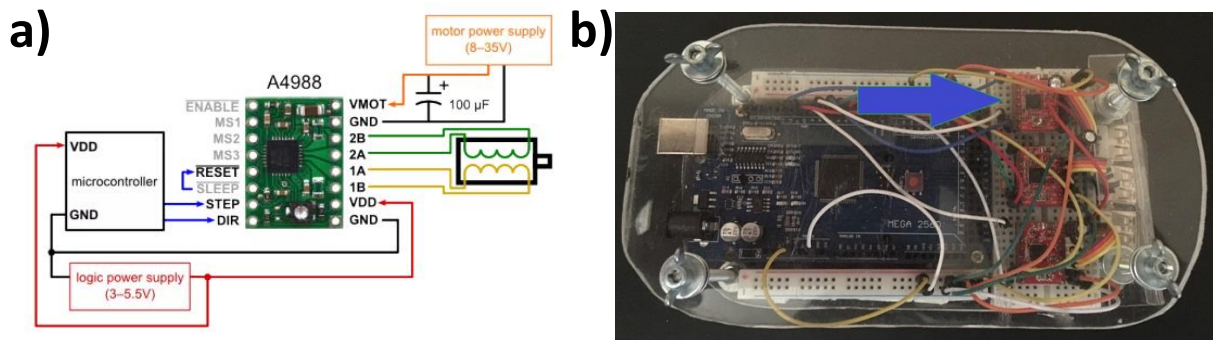 a)
b)
motor power supply
(8–35V)
A4988
ENABLE
MS1
MS2
MS3
RESET
SLEEP
STEP
DIR
VMOT
GND
2B
2A
1A
1B
VDD
GND
+
100 µF
VDD
microcontroller
GND
logic power supply
(3–5.5V)
MEGA 2560